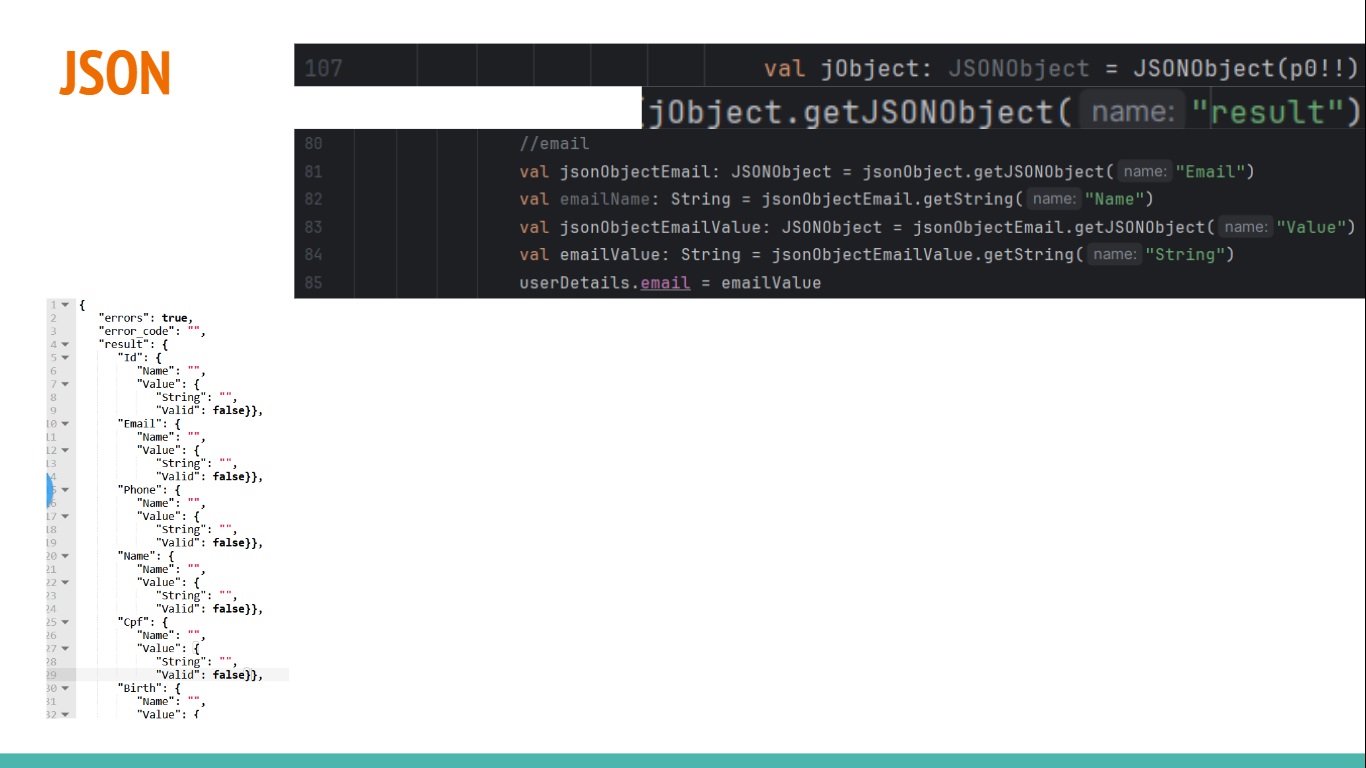 JSON
107 val jObject: JSONObject = JSONObject(p0!!)
jObject.getJSONObject( name: "result")
80 //email
81 val jsonObjectEmail: JSONObject = jsonObject.getJSONObject( name: "Email")
82 val emailName: String = jsonObjectEmail.getString( name: "Name")
83 val jsonObjectEmailValue: JSONObject = jsonObjectEmail.getJSONObject( name: "Value")
84 val emailValue: String = jsonObjectEmailValue.getString( name: "String")
85 userDetails.email = emailValue
1 {
2 "errors": true,
3 "error_code": "",
4 "result": {
5 "Id": {
6 "Name": "",
7 "Value": {
8 "String": "",
9 "Valid": false}},
10 "Email": {
11 "Name": "",
12 "Value": {
13 "String": "",
"Valid": false}},
"Phone": {
"Name": "",
17 "Value": {
18 "String": "",
19 "Valid": false}},
20 "Name": {
21 "Name": "",
22 "Value": {
23 "String": "",
24 "Valid": false}},
25 "Cpf": {
26 "Name": "",
27 "Value": {
28 "String": "",
29 "Valid": false}},
30 "Birth": {
31 "Name": "",
32 "Value": {